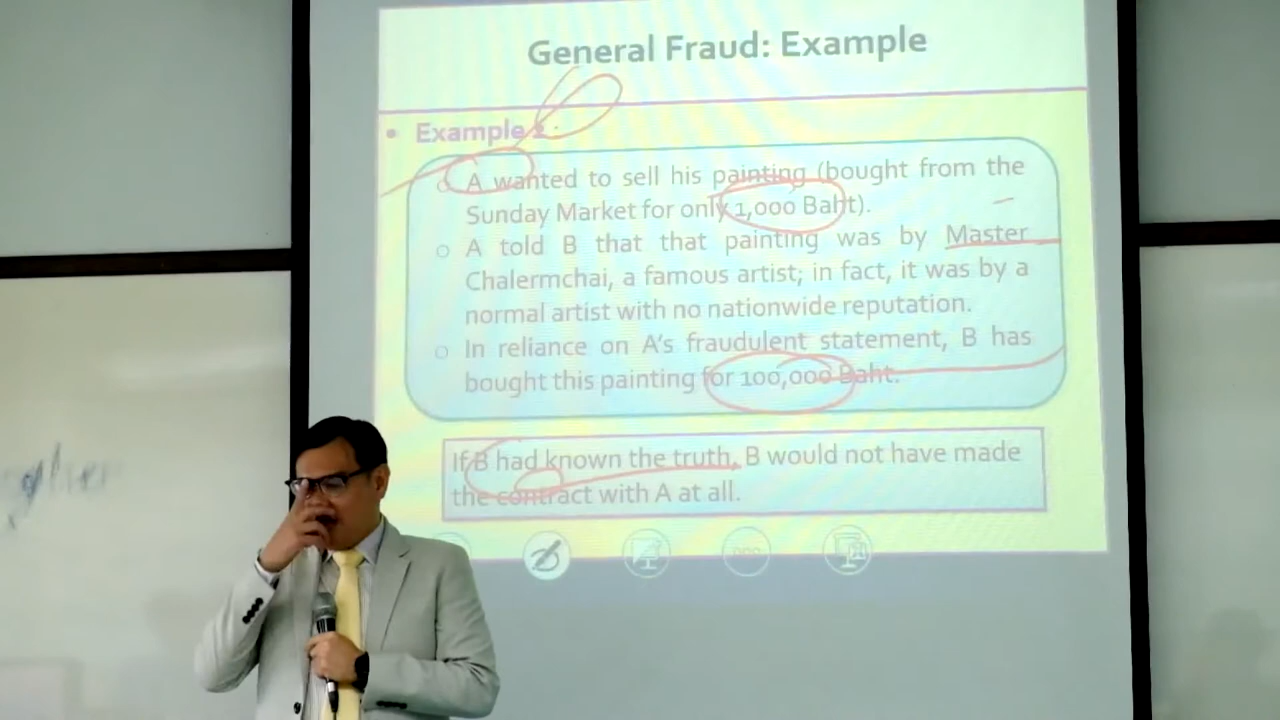 General Fraud: Example
• Example 2:
A wanted to sell his painting (bought from the
Sunday Market for only 1,000 Baht).
A told B that that painting was by Master
Chalermchai, a famous artist; in fact, it was by a
normal artist with no nationwide reputation.
In reliance on A's fraudulent statement, B has
bought this painting for 100,000 Baht.
If B had known the truth, B would not have made
the contract with A at all.